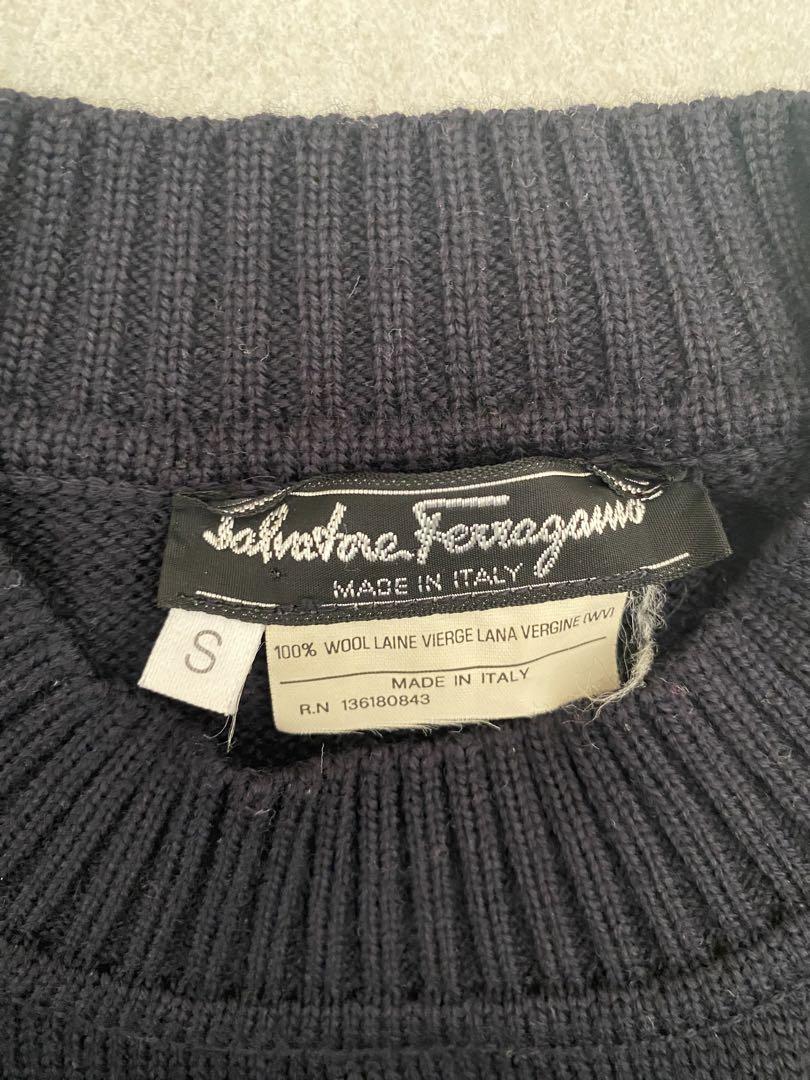 Salvatore Ferragamo
MADE IN ITALY
S
100% WOOL LAINE VIERGE LANA VERGINE (WV)
MADE IN ITALY
R.N 136180843